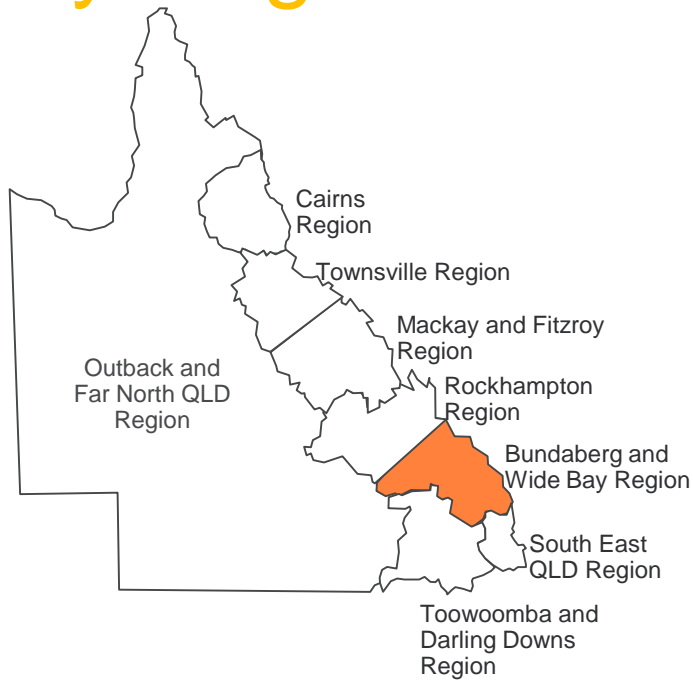 Cairns
Region
Townsville Region
Mackay and Fitzroy
Region
Rockhampton
Region
Outback and
Far North QLD
Region
Bundaberg and
Wide Bay Region
South East
QLD Region
Toowoomba and
Darling Downs
Region